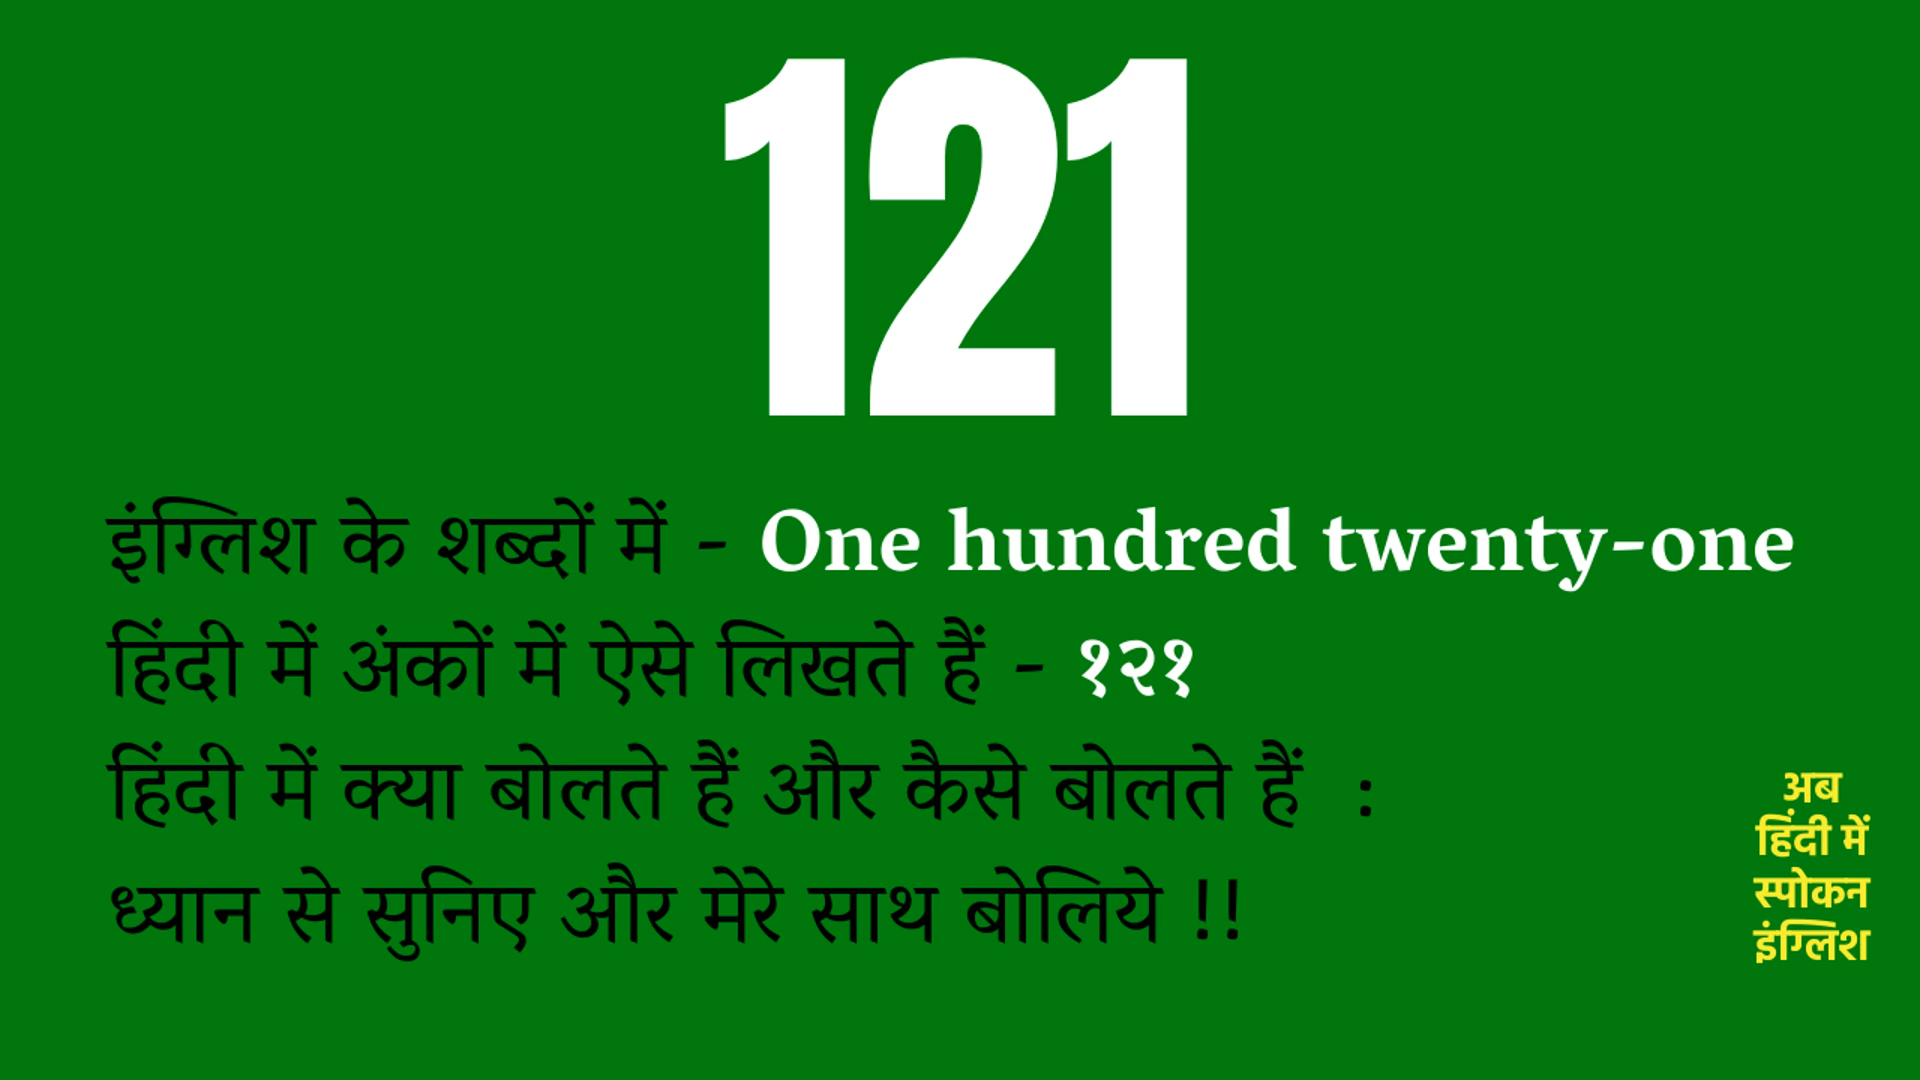 121
इंग्लिश के शब्दों में - One hundred twenty-one
हिंदी में अंकों में ऐसे लिखते हैं - १२१
हिंदी में क्या बोलते हैं और कैसे बोलते हैं :
ध्यान से सुनिए और मेरे साथ बोलिये !!
अब
हिंदी में
स्पोकन
इंग्लिश